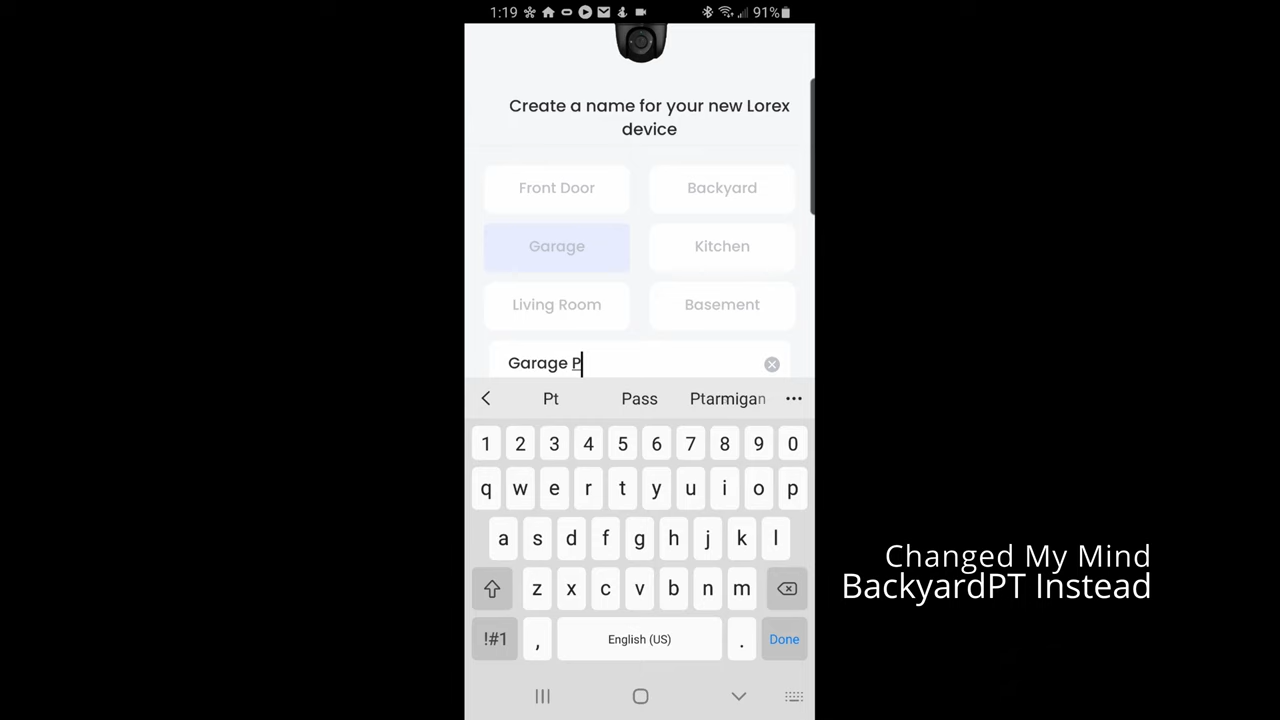 1:19 91%
Create a name for your new Lorex
device
Front Door Backyard
Garage Kitchen
Living Room Basement
Garage P
Pt Pass Ptarmigan
1 2 3 4 5 6 7 8 9 0
q w e r t y u i o p
a s d f g h j k l
z x c v b n m
!#1 , English (US) . Done
Changed My Mind
BackyardPT Instead